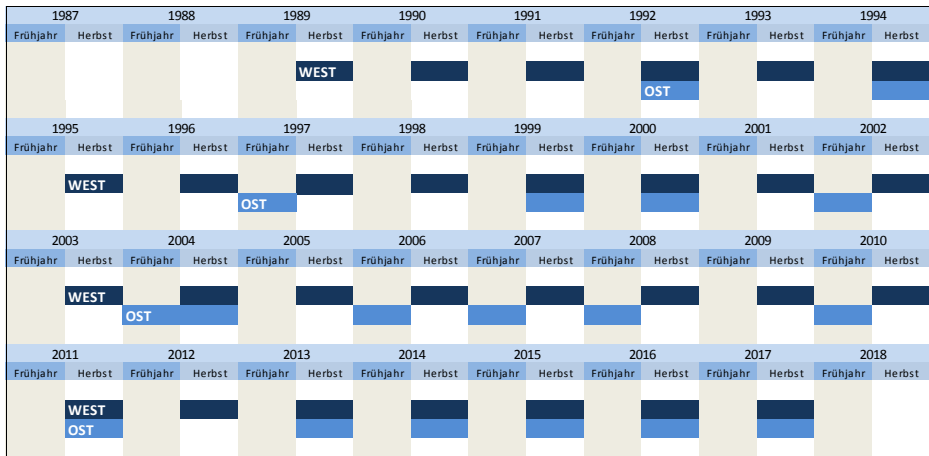 1987 1988 1989 1990 1991 1992 1993 1994
Frühjahr Herbst Frühjahr Herbst Frühjahr Herbst Frühjahr Herbst Frühjahr Herbst Frühjahr Herbst Frühjahr Herbst Frühjahr Herbst
WEST
OST
1995 1996 1997 1998 1999 2000 2001 2002
Frühjahr Herbst Frühjahr Herbst Frühjahr Herbst Frühjahr Herbst Frühjahr Herbst Frühjahr Herbst Frühjahr Herbst Frühjahr Herbst
WEST
OST
2003 2004 2005 2006 2007 2008 2009 2010
Frühjahr Herbst Frühjahr Herbst Frühjahr Herbst Frühjahr Herbst Frühjahr Herbst Frühjahr Herbst Frühjahr Herbst Frühjahr Herbst
WEST
OST
2011 2012 2013 2014 2015 2016 2017 2018
Frühjahr Herbst Frühjahr Herbst Frühjahr Herbst Frühjahr Herbst Frühjahr Herbst Frühjahr Herbst Frühjahr Herbst Frühjahr Herbst
WEST
OST